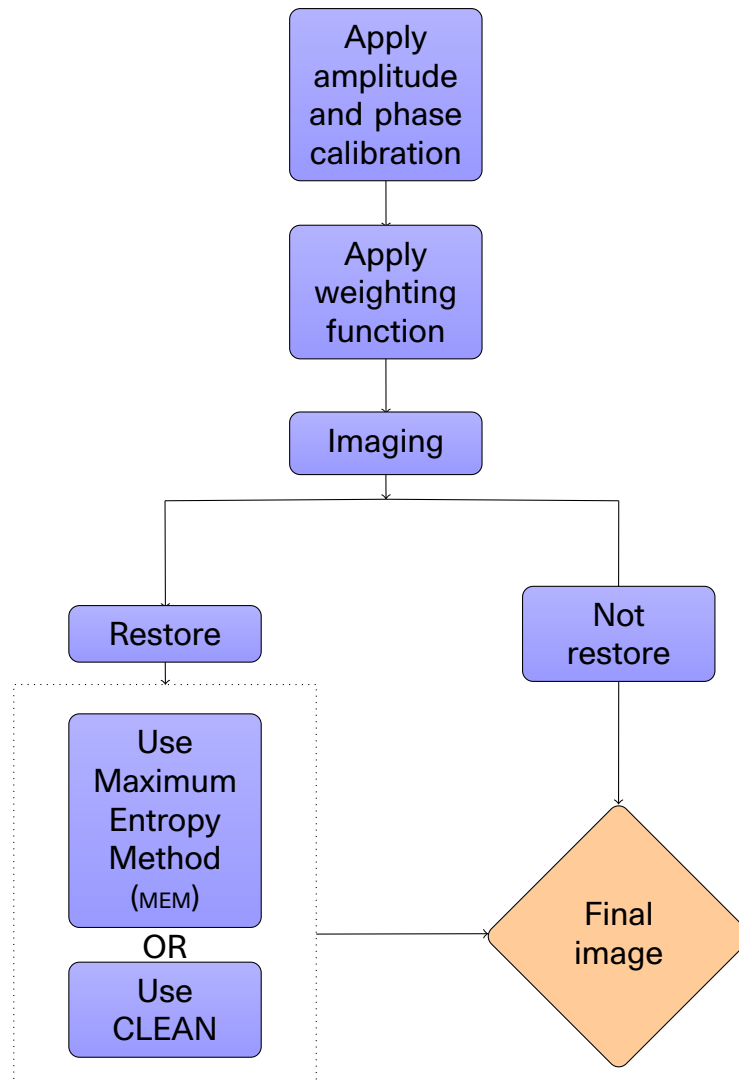 Apply
amplitude
and phase
calibration
Apply
weighting
function
Imaging
Restore
Not
restore
Use
Maximum
Entropy
Method
(MEM)
OR
Use
CLEAN
Final
image